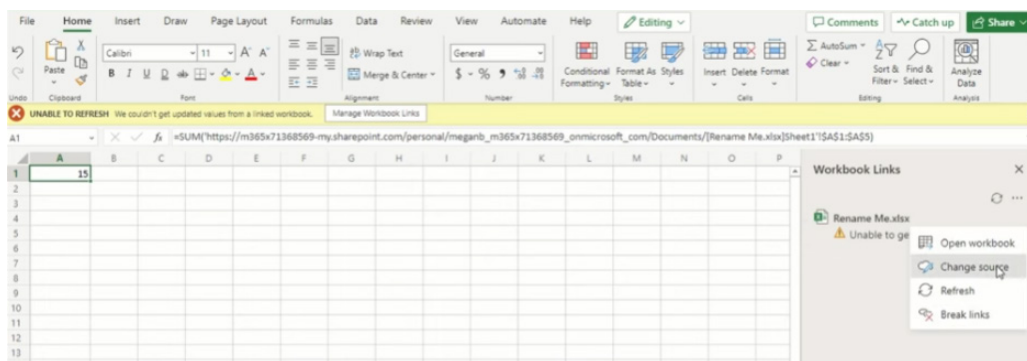 File Home Insert Draw Page Layout Formulas Data Review View Automate Help Editing Comments Catch up Share
Calibri 11 A A Wrap Text General AutoSum
Paste B I U D ab A Merge & Center $ % 9 Conditional Format As Styles Insert Delete Format Clear Sort & Find & Analyze
Formatting Table Filter Select Data
Undo Clipboard Font Alignment Number Styles Cells Editing Analysis
UNABLE TO REFRESH We couldn't get updated values from a linked workbook. Manage Workbook Links
A1 fx =SUM('https://m365x71368569-my.sharepoint.com/personal/meganb_m365x71368569_onmicrosoft_com/Documents/[Rename Me.xlsx]Sheet1'!$A$1:$A$5)
A B C D E F G H I J K L M N O P
Workbook Links
1 15
2
3
4
5
6
7
8
9
10
11
12
13
Rename Me.xlsx
Unable to ge
Open workbook
Change source
Refresh
Break links